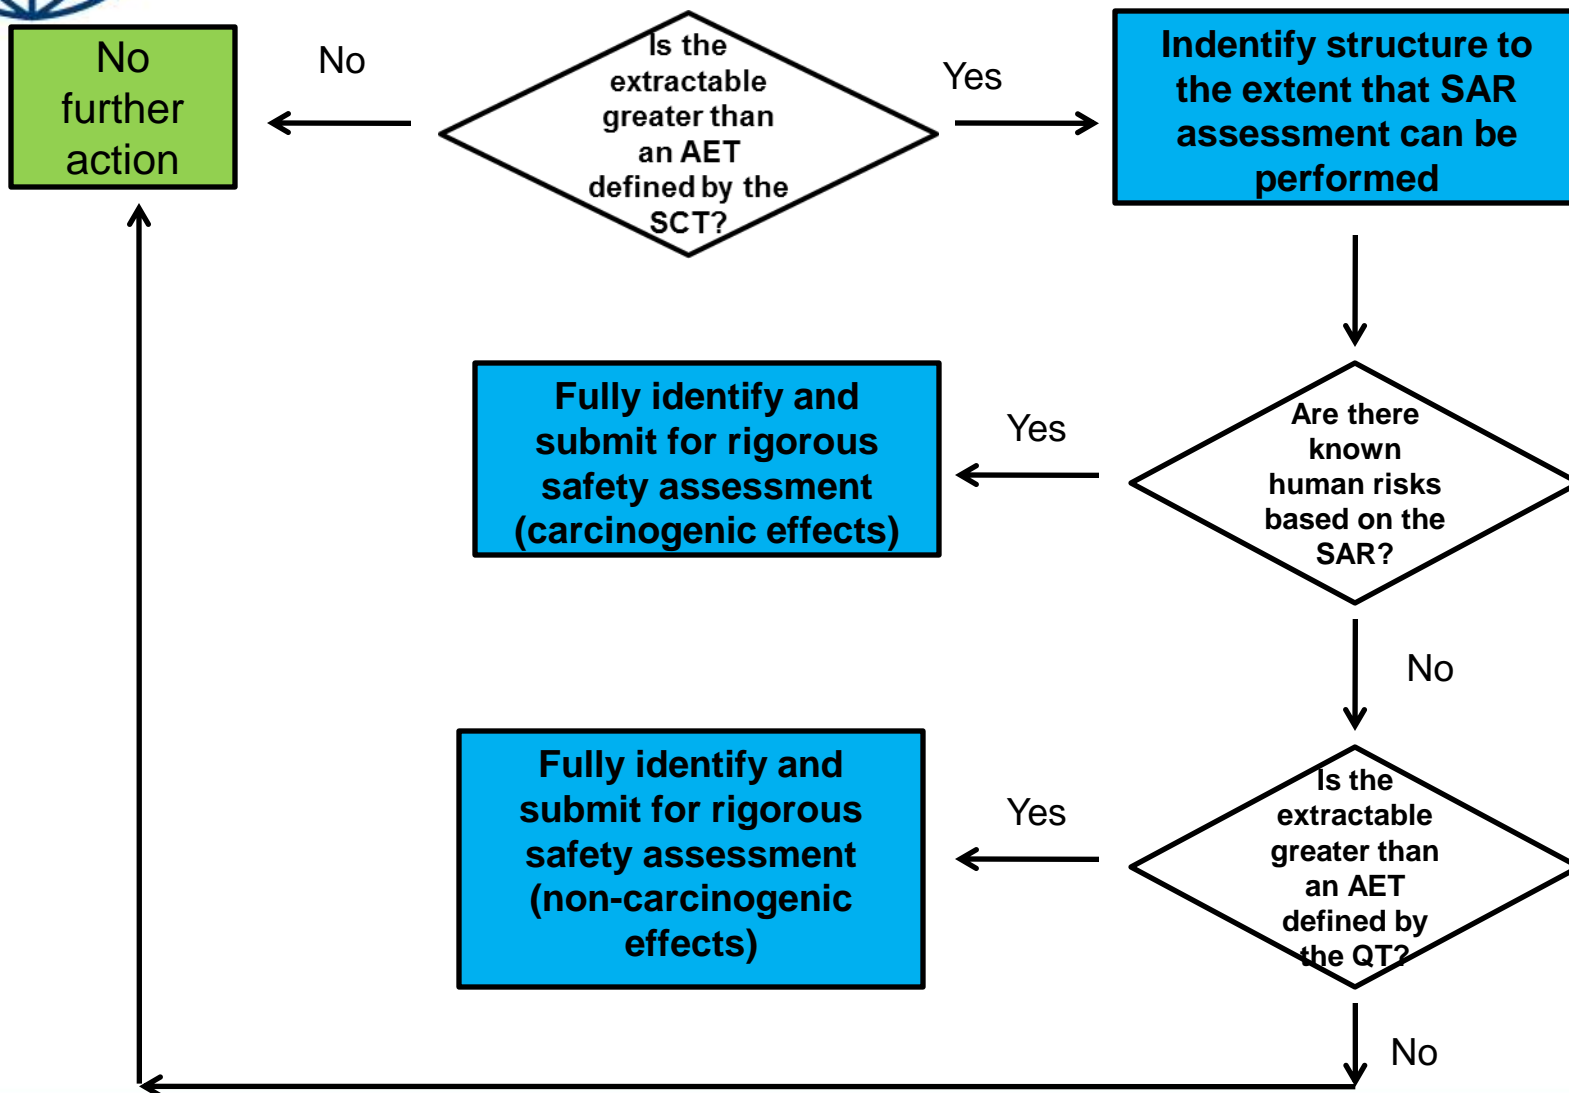 No
further
action
No
Is the
extractable
greater than
an AET
defined by the
SCT?
Yes
Indentify structure to
the extent that SAR
assessment can be
performed
Fully identify and
submit for rigorous
safety assessment
(carcinogenic effects)
Yes
Are there
known
human risks
based on the
SAR?
No
Fully identify and
submit for rigorous
safety assessment
(non-carcinogenic
effects)
Yes
Is the
extractable
greater than
an AET
defined by
the QT?
No